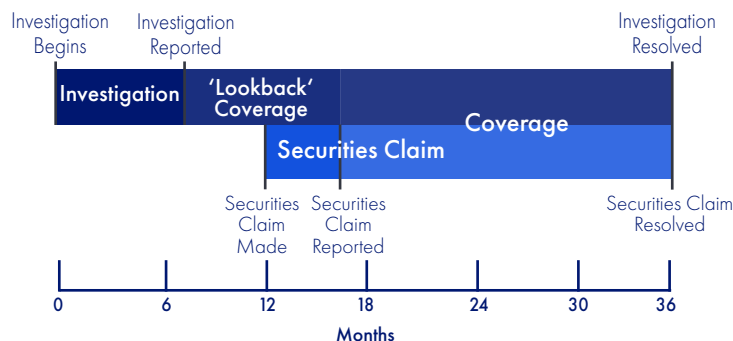 Investigation
Begins
Investigation
Reported
Investigation
Resolved
Investigation
‘Lookback‘
Coverage
Coverage
Securities Claim
Securities
Claim
Made
Securities
Claim
Reported
Securities Claim
Resolved
0
6
12
18
24
30
36
Months